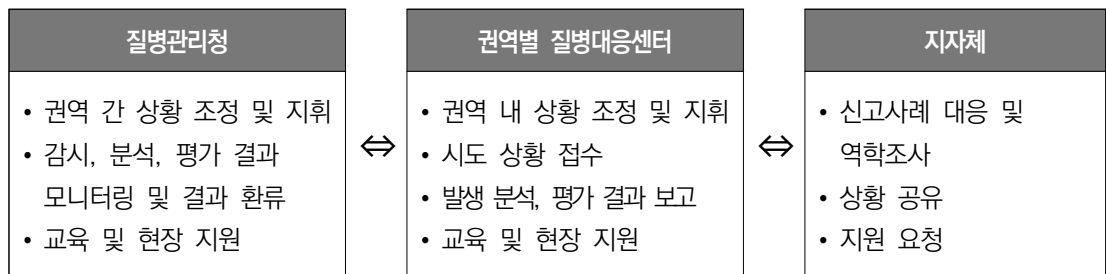 질병관리청
• 권역 간 상황 조정 및 지휘
• 감시, 분석, 평가 결과
모니터링 및 결과 환류
• 교육 및 현장 지원
⇔
권역별 질병대응센터
• 권역 내 상황 조정 및 지휘
• 시도 상황 접수
• 발생 분석, 평가 결과 보고
• 교육 및 현장 지원
⇔
지자체
• 신고사례 대응 및
역학조사
• 상황 공유
• 지원 요청